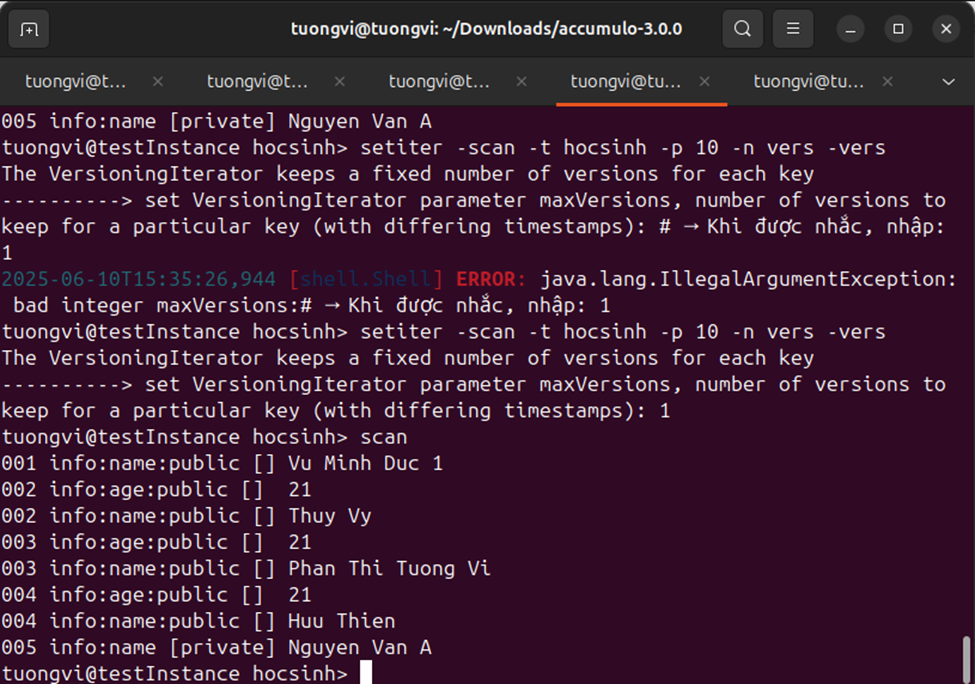 tuongvi@tuongvi: ~/Downloads/accumulo-3.0.0
tuongvi@t... tuongvi@t... tuongvi@t... tuongvi@tu... tuongvi@tu...
005 info:name [private] Nguyen Van A
tuongvi@testInstance hocsinh> setiter -scan -t hocsinh -p 10 -n vers -vers
The VersioningIterator keeps a fixed number of versions for each key
----------> set VersioningIterator parameter maxVersions, number of versions to
keep for a particular key (with differing timestamps): # → Khi được nhắc, nhập:
1
2025-06-10T15:35:26,944 [shell.Shell] ERROR: java.lang.IllegalArgumentException:
bad integer maxVersions:# → Khi được nhắc, nhập: 1
tuongvi@testInstance hocsinh> setiter -scan -t hocsinh -p 10 -n vers -vers
The VersioningIterator keeps a fixed number of versions for each key
----------> set VersioningIterator parameter maxVersions, number of versions to
keep for a particular key (with differing timestamps): 1
tuongvi@testInstance hocsinh> scan
001 info:name:public [] Vu Minh Duc 1
002 info:age:public []  21
002 info:name:public [] Thuy Vy
003 info:age:public []  21
003 info:name:public [] Phan Thi Tuong Vi
004 info:age:public []  21
004 info:name:public [] Huu Thien
005 info:name [private] Nguyen Van A
tuongvi@testInstance hocsinh>